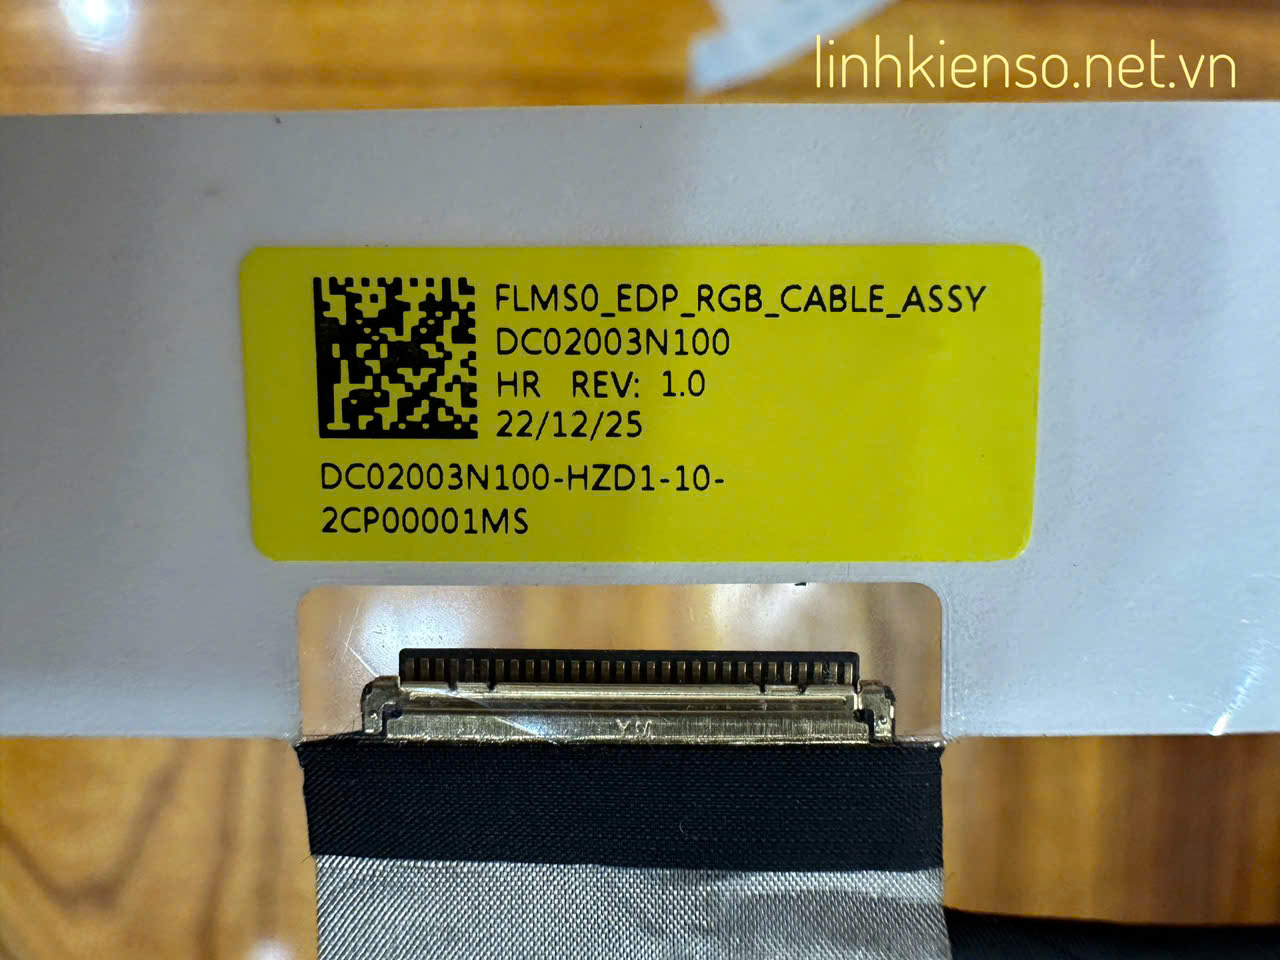 linhkienso.net.vn
FLMS0_EDP_RGB_CABLE_ASSY
DC02003N100
HR REV: 1.0
22/12/25
DC02003N100-HZD1-10-
2CP00001MS